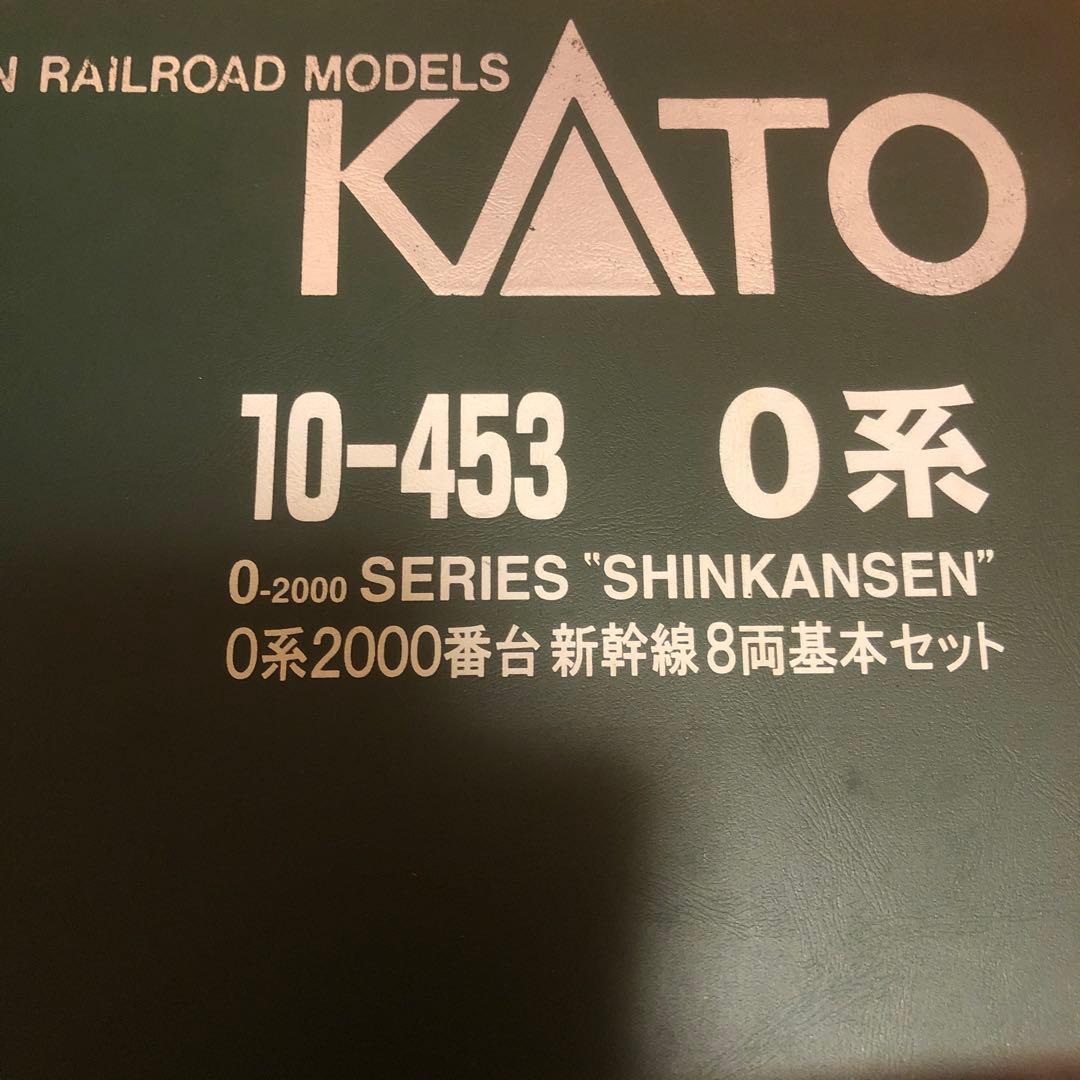 N RAILROAD MODELS
KATO
10-453 0系
0-2000 SERIES "SHINKANSEN"
0系2000番台 新幹線8両基本セット